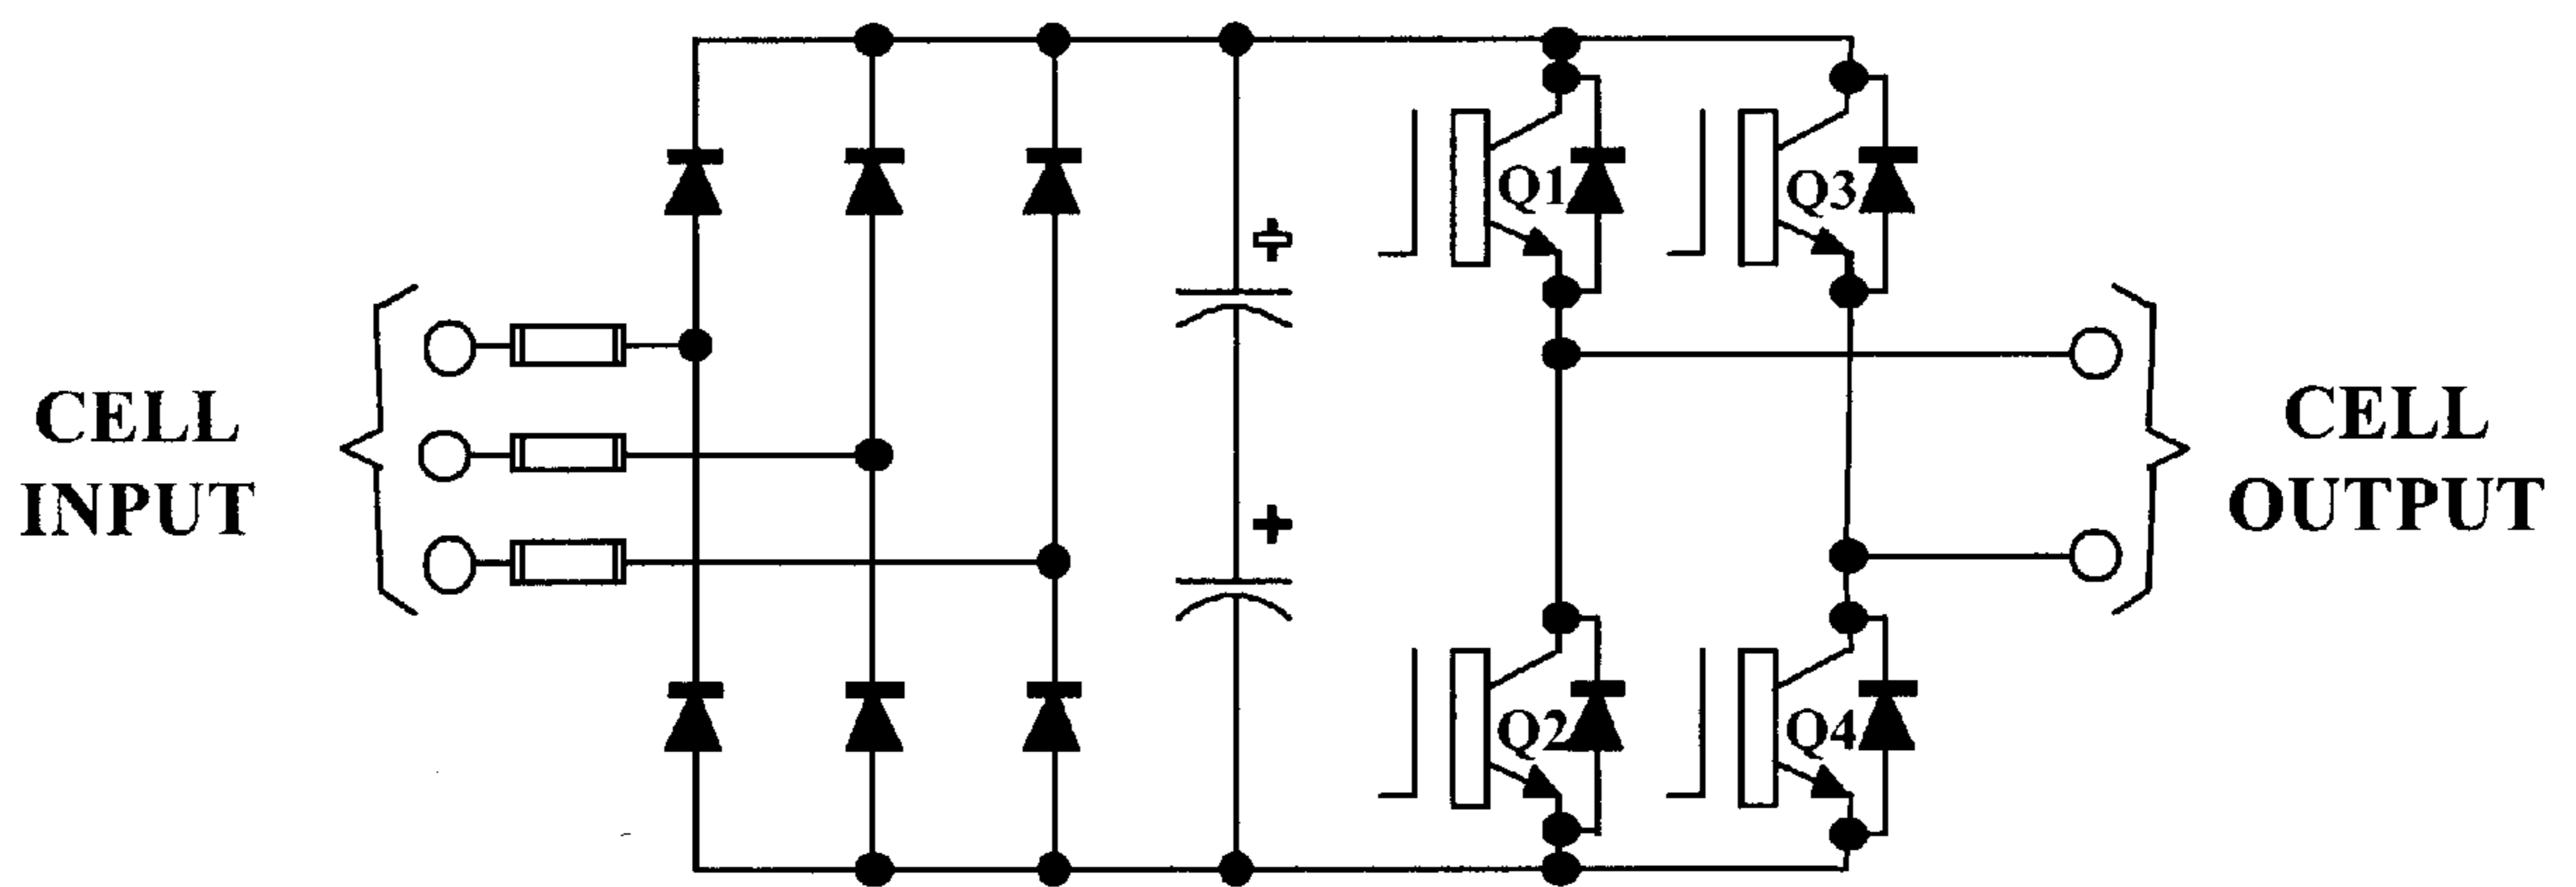 CELL
INPUT
+
+
Q1
Q3
Q2
Q4
CELL
OUTPUT